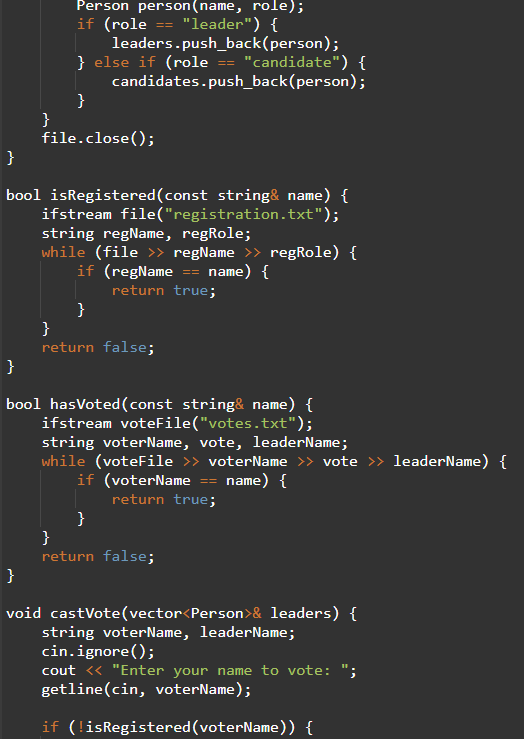 Person person(name, role);
        if (role == "leader") {
            leaders.push_back(person);
        } else if (role == "candidate") {
            candidates.push_back(person);
        }
    }
    file.close();
}
bool isRegistered(const string& name) {
    ifstream file("registration.txt");
    string regName, regRole;
    while (file >> regName >> regRole) {
        if (regName == name) {
            return true;
        }
    }
    return false;
}
bool hasVoted(const string& name) {
    ifstream voteFile("votes.txt");
    string voterName, vote, leaderName;
    while (voteFile >> voterName >> vote >> leaderName) {
        if (voterName == name) {
            return true;
        }
    }
    return false;
}
void castVote(vector<Person>& leaders) {
    string voterName, leaderName;
    cin.ignore();
    cout << "Enter your name to vote: ";
    getline(cin, voterName);
    if (!isRegistered(voterName)) {